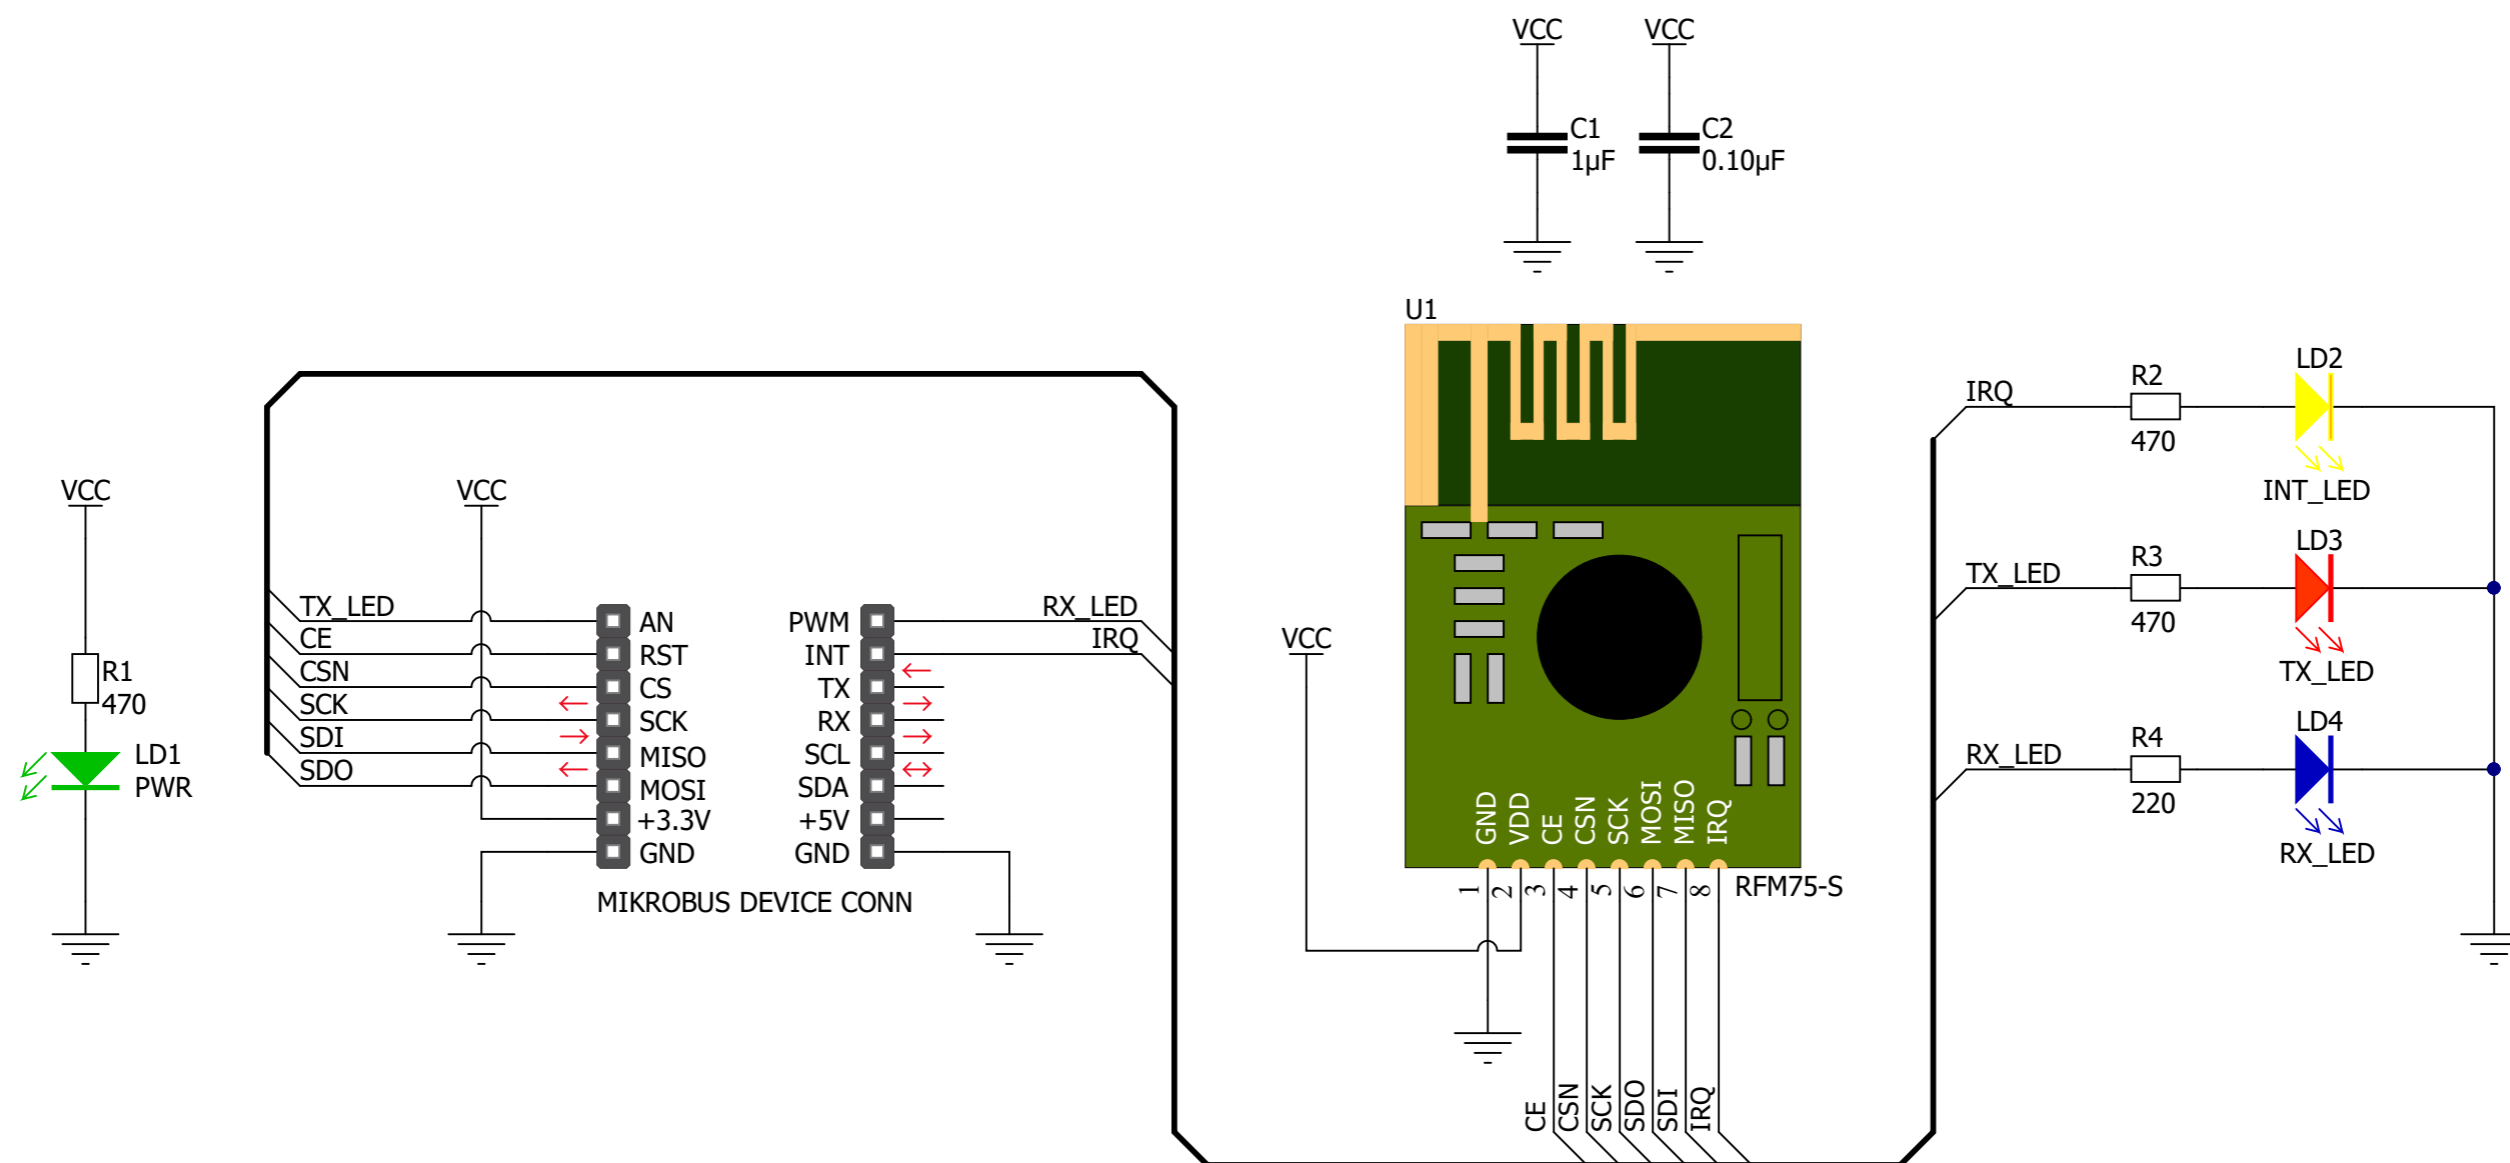 VCC
VCC
C1
1µF
C2
0.10µF
U1
LD2
R2
IRQ
470
INT_LED
VCC
VCC
LD3
R3
TX_LED
470
TX_LED
TX_LED
CE
CSN
SCK
SDI
SDO
AN
RST
CS
SCK
MISO
MOSI
+3.3V
GND
PWM
INT
TX
RX
SCL
SDA
+5V
GND
RX_LED
IRQ
MIKROBUS DEVICE CONN
R1
470
LD1
PWR
VCC
GND
VDD
CE
CSN
SCK
MOSI
MISO
IRQ
1
2
3
4
5
6
7
8
RFM75-S
LD4
R4
RX_LED
220
RX_LED
CE
CSN
SCK
SDO
SDI
IRQ